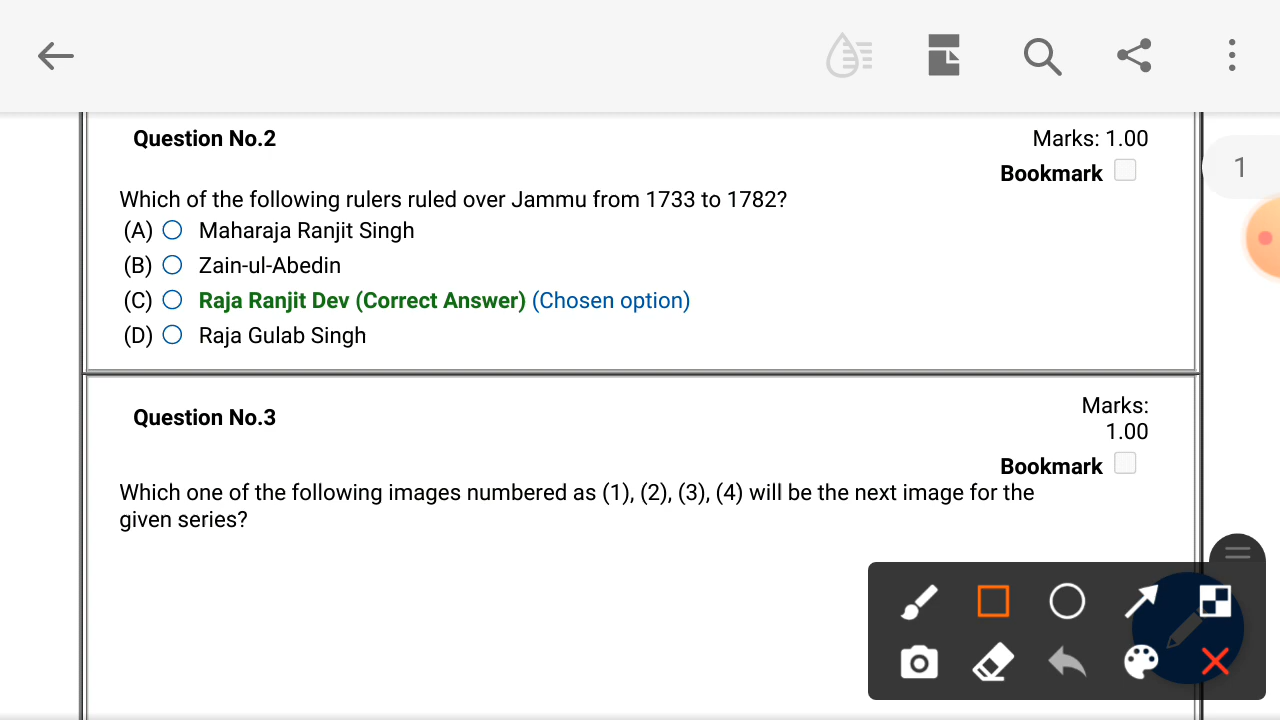 Question No.2
Marks: 1.00
Bookmark
1
Which of the following rulers ruled over Jammu from 1733 to 1782?
(A) Maharaja Ranjit Singh
(B) Zain-ul-Abedin
(C) Raja Ranjit Dev (Correct Answer) (Chosen option)
(D) Raja Gulab Singh
Question No.3
Marks:
1.00
Bookmark
Which one of the following images numbered as (1), (2), (3), (4) will be the next image for the
given series?